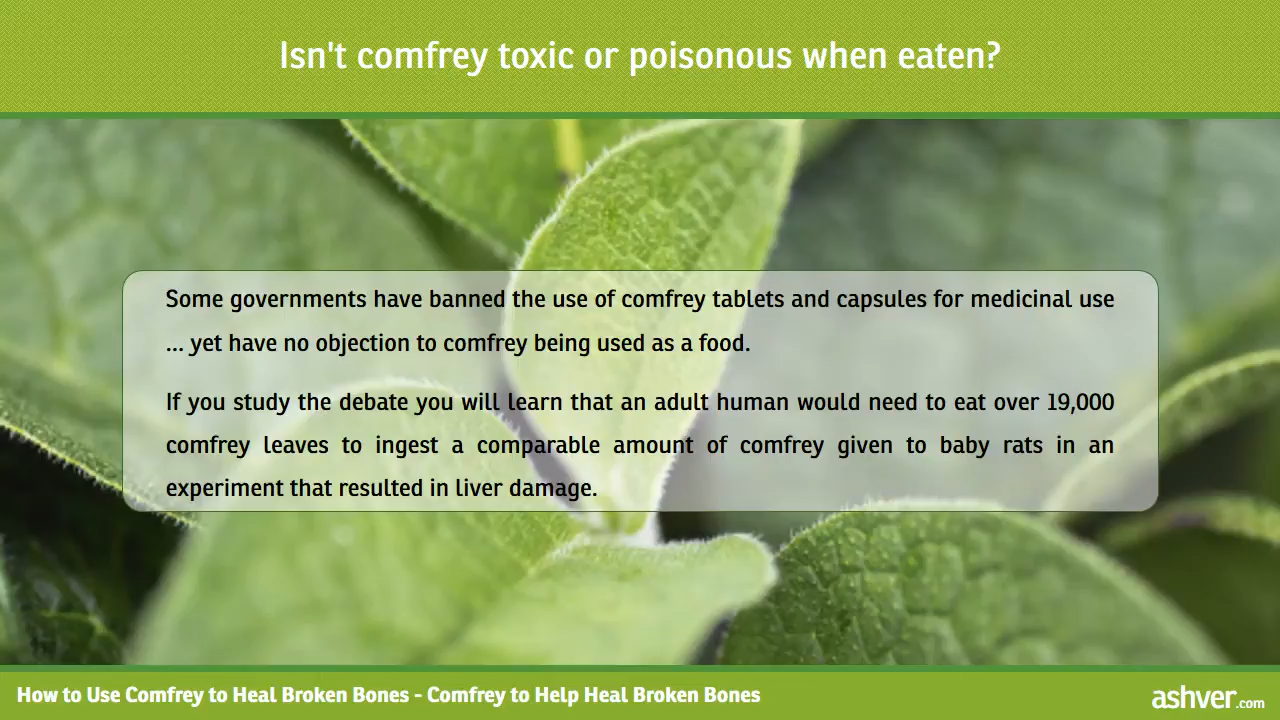 Isn't comfrey toxic or poisonous when eaten?
Some governments have banned the use of comfrey tablets and capsules for medicinal use
... yet have no objection to comfrey being used as a food.
If you study the debate you will learn that an adult human would need to eat over 19,000
comfrey leaves to ingest a comparable amount of comfrey given to baby rats in an
experiment that resulted in liver damage.
How to Use Comfrey to Heal Broken Bones - Comfrey to Help Heal Broken Bones
ashver.com